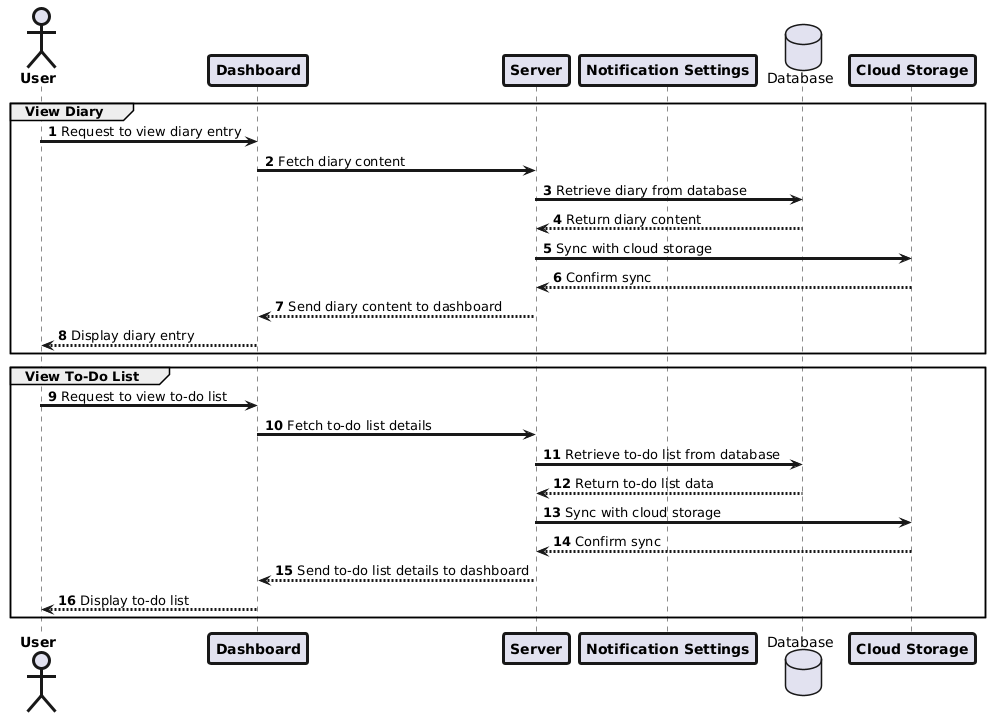 User
Dashboard
Server
Notification Settings
Database
Cloud Storage
View Diary
1 Request to view diary entry
2 Fetch diary content
3 Retrieve diary from database
4 Return diary content
5 Sync with cloud storage
6 Confirm sync
7 Send diary content to dashboard
8 Display diary entry
View To-Do List
9 Request to view to-do list
10 Fetch to-do list details
11 Retrieve to-do list from database
12 Return to-do list data
13 Sync with cloud storage
14 Confirm sync
15 Send to-do list details to dashboard
16 Display to-do list
User
Dashboard
Server
Notification Settings
Database
Cloud Storage